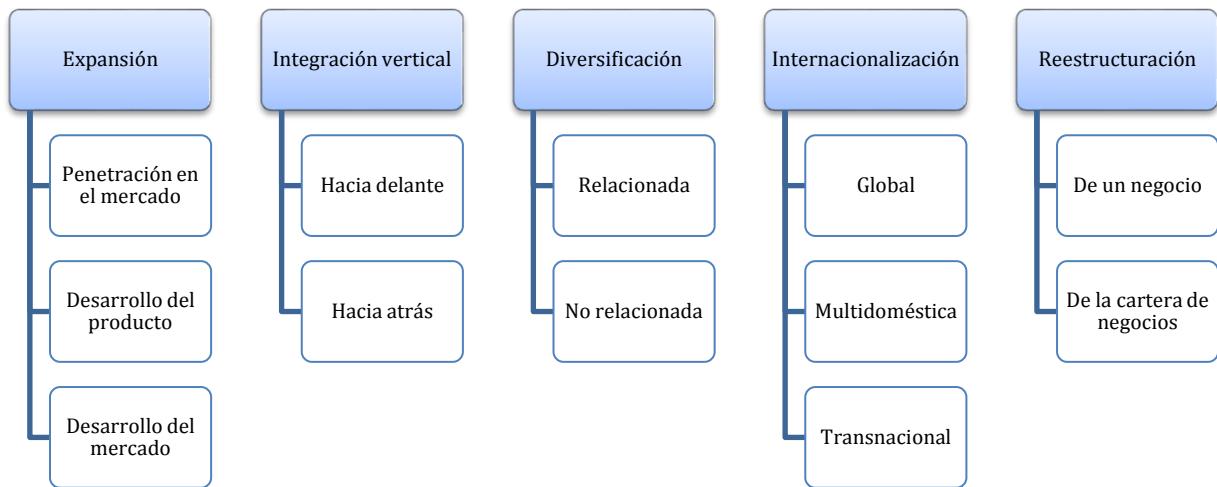 Expansión
Penetración en
el mercado
Desarrollo del
producto
Desarrollo del
mercado
Integración vertical
Hacia delante
Hacia atrás
Diversificación
Relacionada
No relacionada
Internacionalización
Global
Multidoméstica
Transnacional
Reestructuración
De un negocio
De la cartera de
negocios